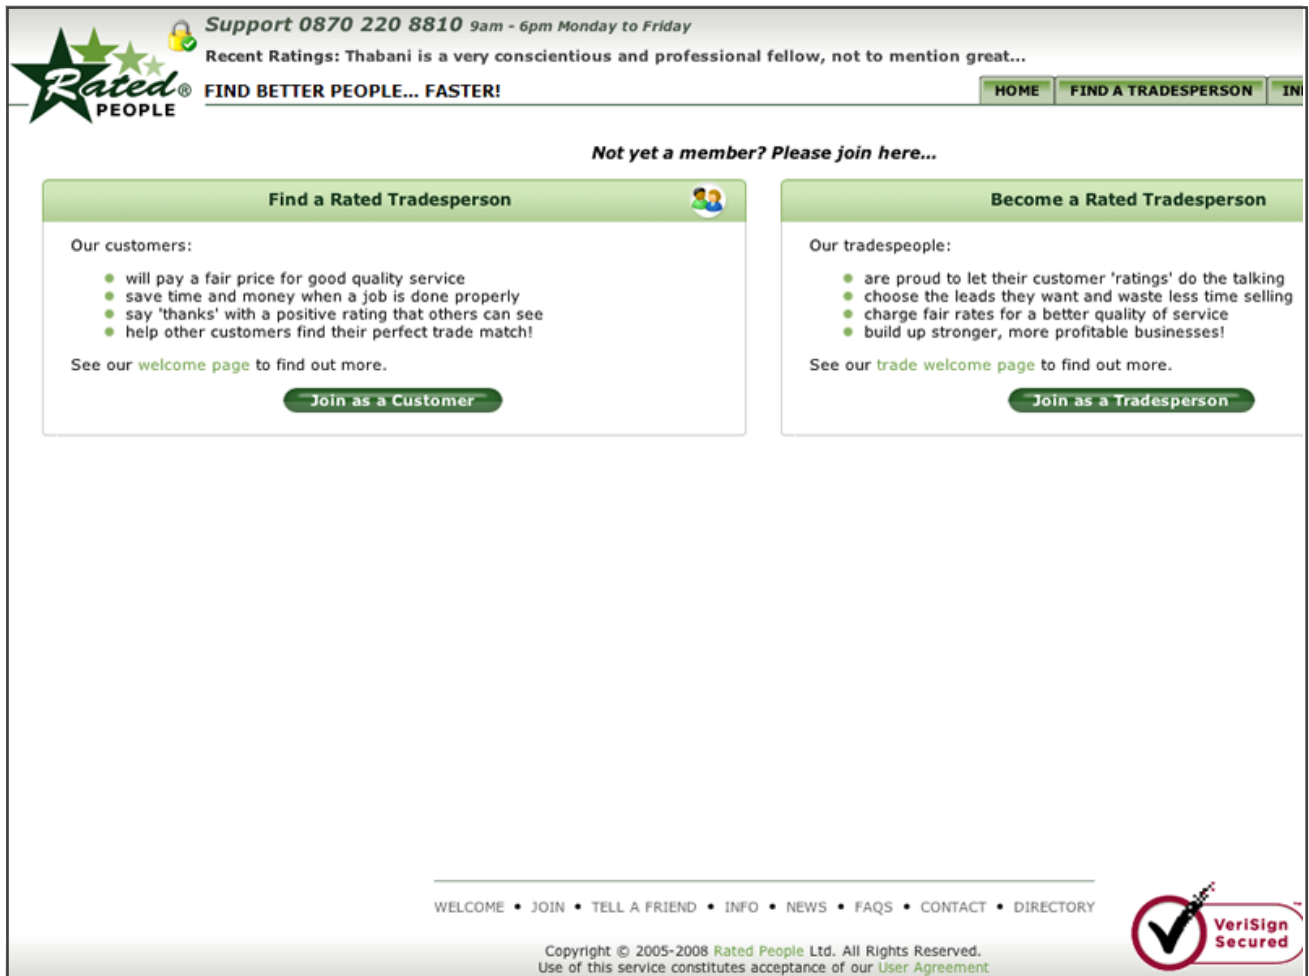 Support 0870 220 8810 9am - 6pm Monday to Friday
Recent Ratings: Thabani is a very conscientious and professional fellow, not to mention great...
Rated®
PEOPLE
FIND BETTER PEOPLE... FASTER!
HOME
FIND A TRADESPERSON
Not yet a member? Please join here...
Find a Rated Tradesperson
Our customers:
will pay a fair price for good quality service
save time and money when a job is done properly
say 'thanks' with a positive rating that others can see
help other customers find their perfect trade match!
See our welcome page to find out more.
Join as a Customer
Become a Rated Tradesperson
Our tradespeople:
are proud to let their customer 'ratings' do the talking
choose the leads they want and waste less time selling
charge fair rates for a better quality of service
build up stronger, more profitable businesses!
See our trade welcome page to find out more.
Join as a Tradesperson
WELCOME • JOIN • TELL A FRIEND • INFO • NEWS • FAQS • CONTACT • DIRECTORY
VeriSign
Secured
Copyright © 2005-2008 Rated People Ltd. All Rights Reserved.
Use of this service constitutes acceptance of our User Agreement